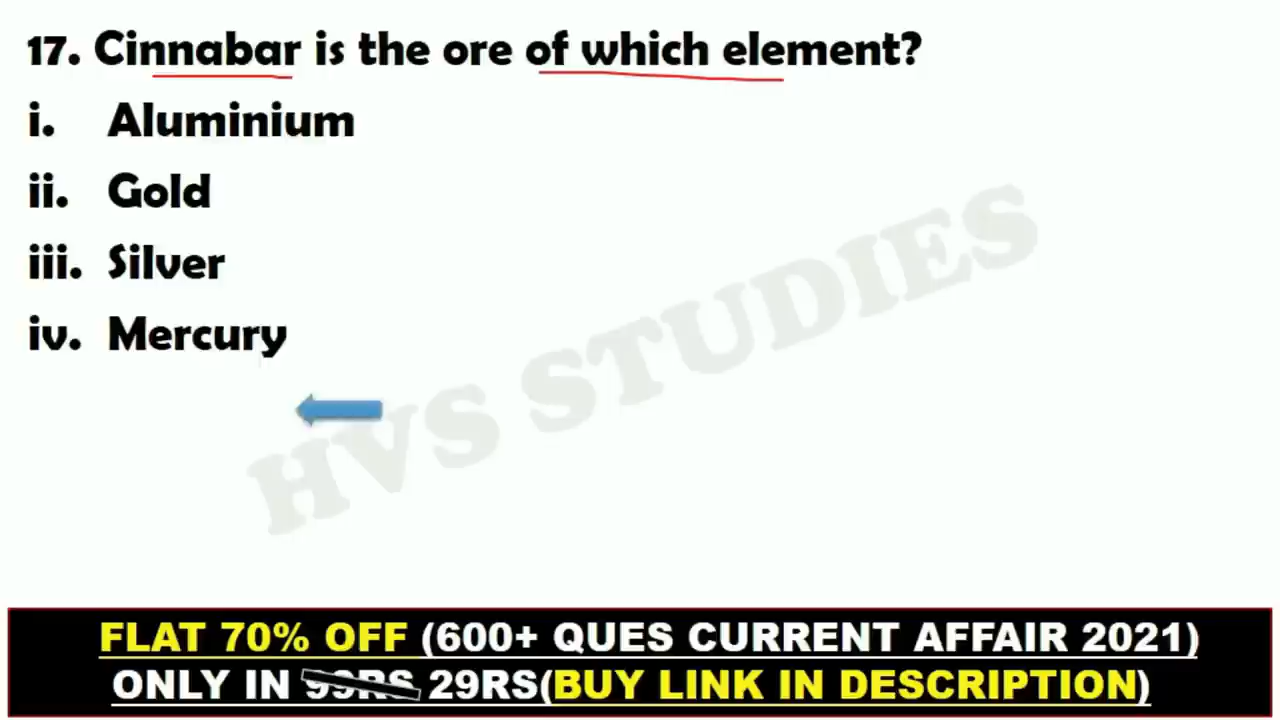 17. Cinnabar is the ore of which element?
i. Aluminium
ii. Gold
iii. Silver
iv. Mercury
HVS STUDIES
FLAT 70% OFF (600+ QUES CURRENT AFFAIR 2021)
ONLY IN 99RS 29RS(BUY LINK IN DESCRIPTION)